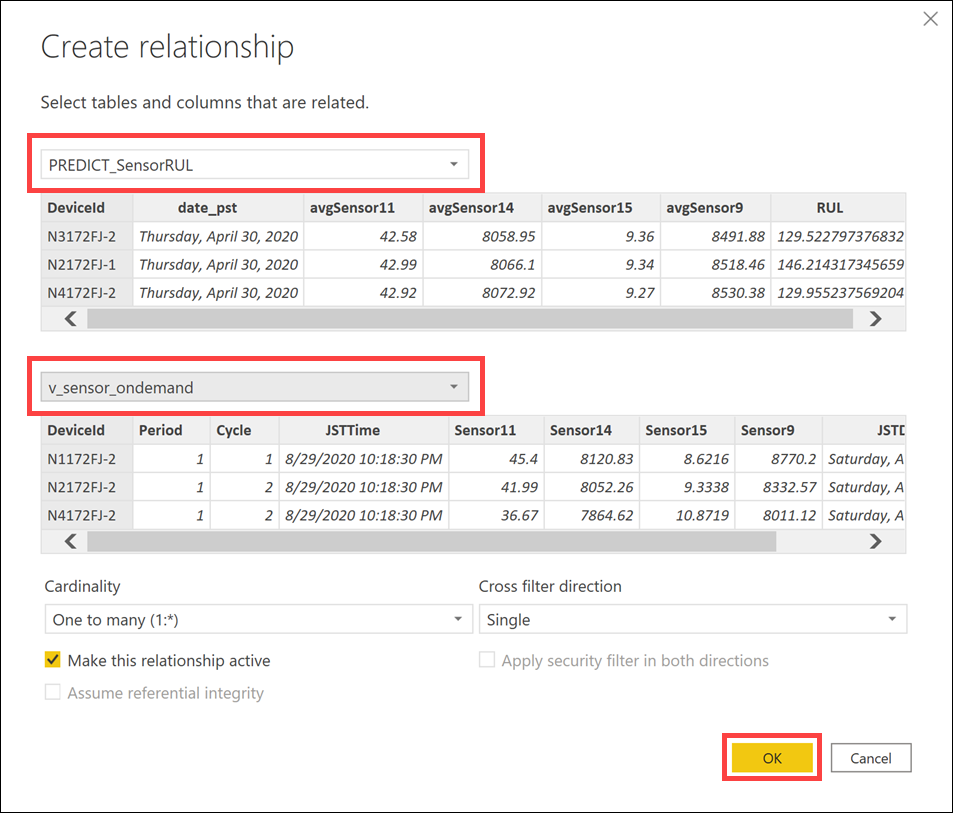 Create relationship
Select tables and columns that are related.
PREDICT_SensorRUL
DeviceId date_pst avgSensor11 avgSensor14 avgSensor15 avgSensor9 RUL
N3172FJ-2 Thursday, April 30, 2020 42.58 8058.95 9.36 8491.88 129.522797376832
N2172FJ-1 Thursday, April 30, 2020 42.99 8066.1 9.34 8518.46 146.214317345659
N4172FJ-2 Thursday, April 30, 2020 42.92 8072.92 9.27 8530.38 129.955237569204
v_sensor_ondemand
DeviceId Period Cycle JSTTime Sensor11 Sensor14 Sensor15 Sensor9 JSTD
N1172FJ-2 1 1 8/29/2020 10:18:30 PM 45.4 8120.83 8.6216 8770.2 Saturday, A
N2172FJ-2 1 2 8/29/2020 10:18:30 PM 41.99 8052.26 9.3338 8332.57 Saturday, A
N4172FJ-2 1 2 8/29/2020 10:18:30 PM 36.67 7864.62 10.8719 8011.12 Saturday, A
Cardinality Cross filter direction
One to many (1:*) Single
Make this relationship active Apply security filter in both directions
Assume referential integrity
OK Cancel